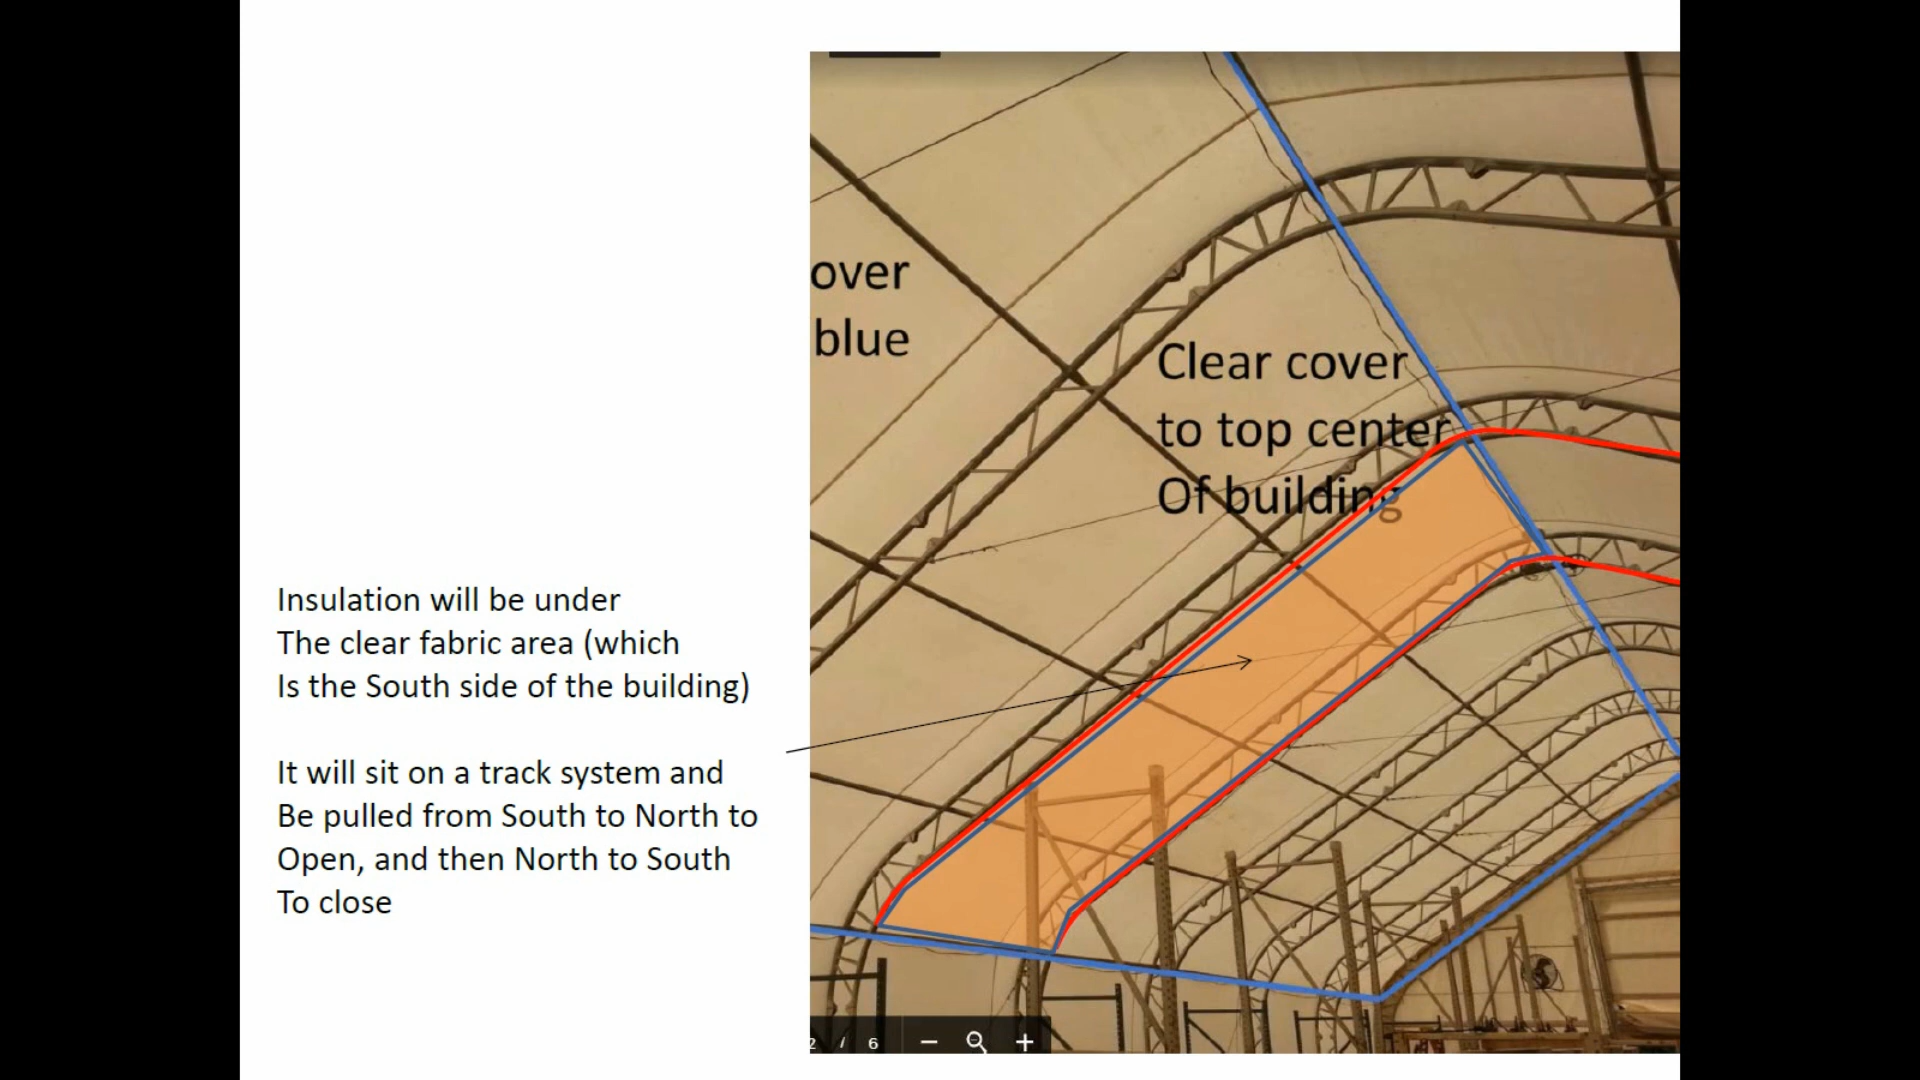 over
blue
Clear cover
to top center
Of building
Insulation will be under
The clear fabric area (which
Is the South side of the building)
It will sit on a track system and
Be pulled from South to North to
Open, and then North to South
To close
2 / 6